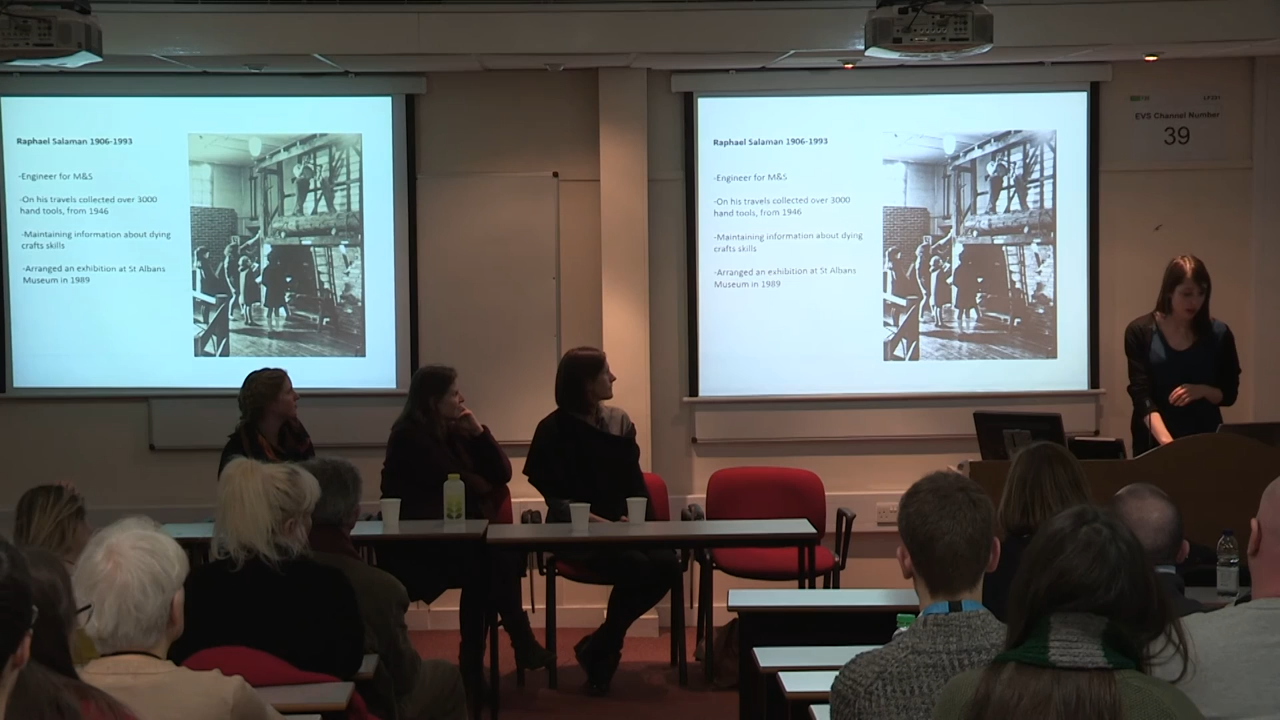 Raphael Salaman 1906-1993
-Engineer for M&S
-On his travels collected over 3000
hand tools, from 1946
-Maintaining information about dying
crafts skills
-Arranged an exhibition at St Albans
Museum in 1989
Raphael Salaman 1906-1993
-Engineer for M&S
-On his travels collected over 3000
hand tools, from 1946
-Maintaining information about dying
crafts skills
-Arranged an exhibition at St Albans
Museum in 1989
EVS Channel Number
39